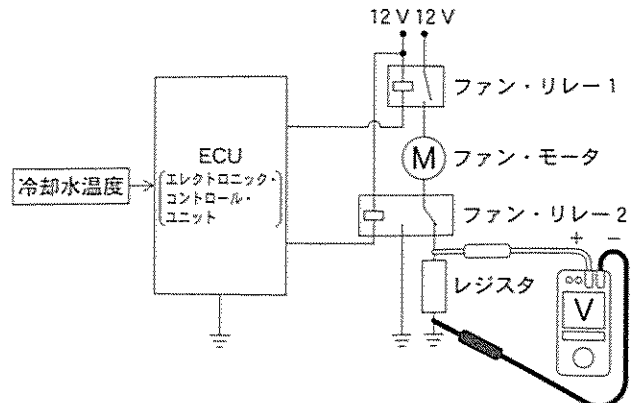 12 V 12 V
ファン・リレー1
ECU
エレクトロニック・
コントロール・
ユニット
M
ファン・モータ
冷却水温度
ファン・リレー2
+ −
レジスタ
V